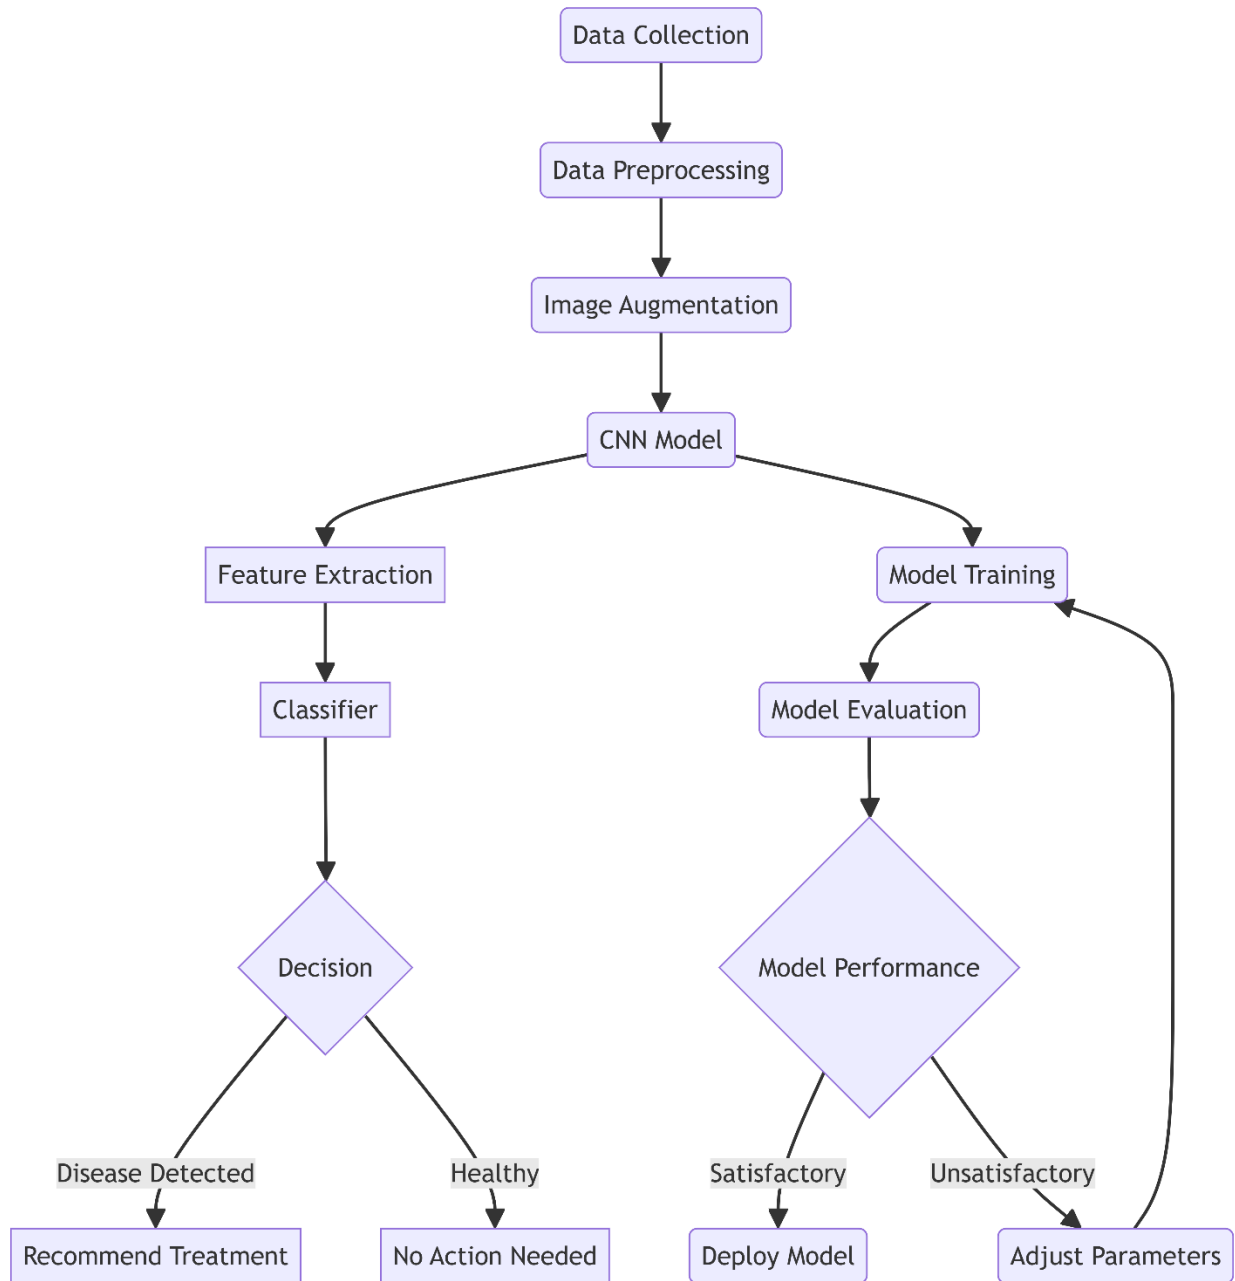 Data Collection
Data Preprocessing
Image Augmentation
CNN Model
Feature Extraction
Model Training
Classifier
Model Evaluation
Decision
Model Performance
Disease Detected
Healthy
Satisfactory
Unsatisfactory
Recommend Treatment
No Action Needed
Deploy Model
Adjust Parameters